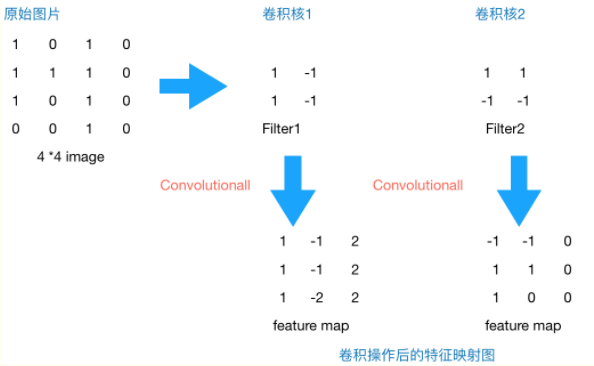 原始图片 卷积核1 卷积核2
1 0 1 0
1 1 1 0 1 -1 1 1
1 0 1 0 1 -1 -1 -1
0 0 1 0 Filter1 Filter2
4 *4 image
Convolutionall Convolutionall
1 -1 2 -1 -1 0
1 -1 2 1 1 0
1 -2 2 1 0 0
feature map feature map
卷积操作后的特征映射图